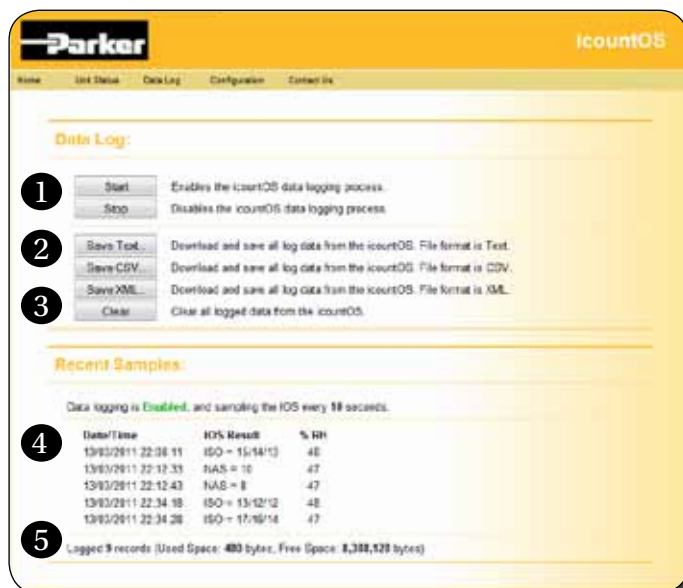 Parker
IcountOS
Home Unit Status Data Log Configuration Contact Us
Data Log:
1
Start Enables the icountOS data logging process.
Stop Disables the icountOS data logging process.
2
Save Text... Download and save all log data from the icountOS. File format is Text.
Save CSV... Download and save all log data from the icountOS. File format is CSV.
Save XML... Download and save all log data from the icountOS. File format is XML.
3
Clear Clear all logged data from the icountOS.
Recent Samples:
Data logging is Enabled, and sampling the IOS every 10 seconds.
4
Date/Time IOS Result % RH
13/03/2011 ISO = 15/14/13
13/03/2011 22:12:33 NAS = 10 47
13/03/2011 22:12:43 NAS = 8 47
13/03/2011 22:34:18 ISO = 13/12/12
13/03/2011 22:34:28 ISO = 17/16/14 47
5
Logged 9 records (Used Space: 480 bytes, Free Space: 8,388,128 bytes)